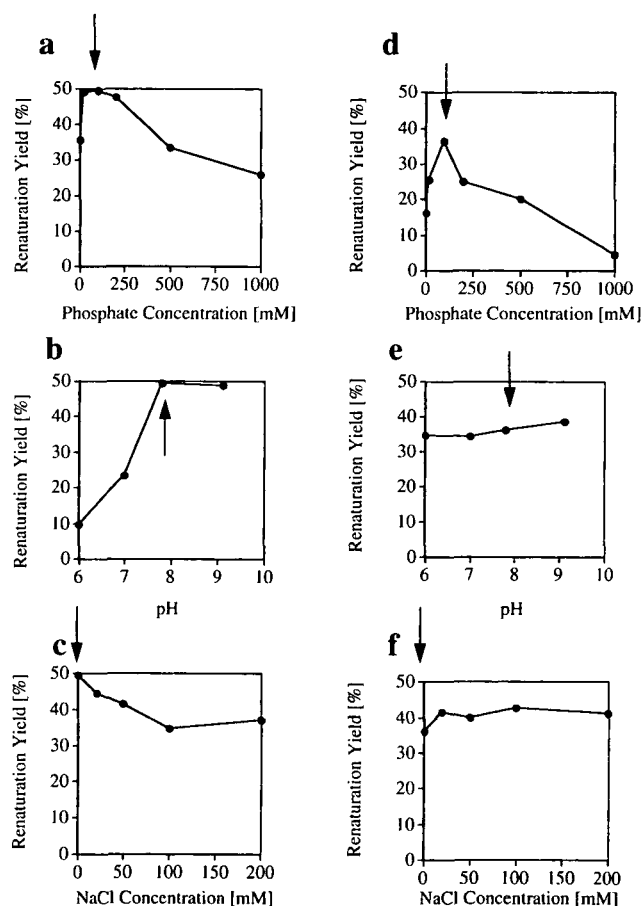 a
Renaturation Yield [%]
50
40
30
20
10
0
0 250 500 750 1000
Phosphate Concentration [mM]
d
Renaturation Yield [%]
50
40
30
20
10
0
0 250 500 750 1000
Phosphate Concentration [mM]
b
Renaturation Yield [%]
50
40
30
20
10
0
6 7 8 9 10
pH
e
Renaturation Yield [%]
50
40
30
20
10
0
6 7 8 9 10
pH
c
Renaturation Yield [%]
50
40
30
20
10
0
0 50 100 150 200
NaCl Concentration [mM]
f
Renaturation Yield [%]
50
40
30
20
10
0
0 50 100 150 200
NaCl Concentration [mM]